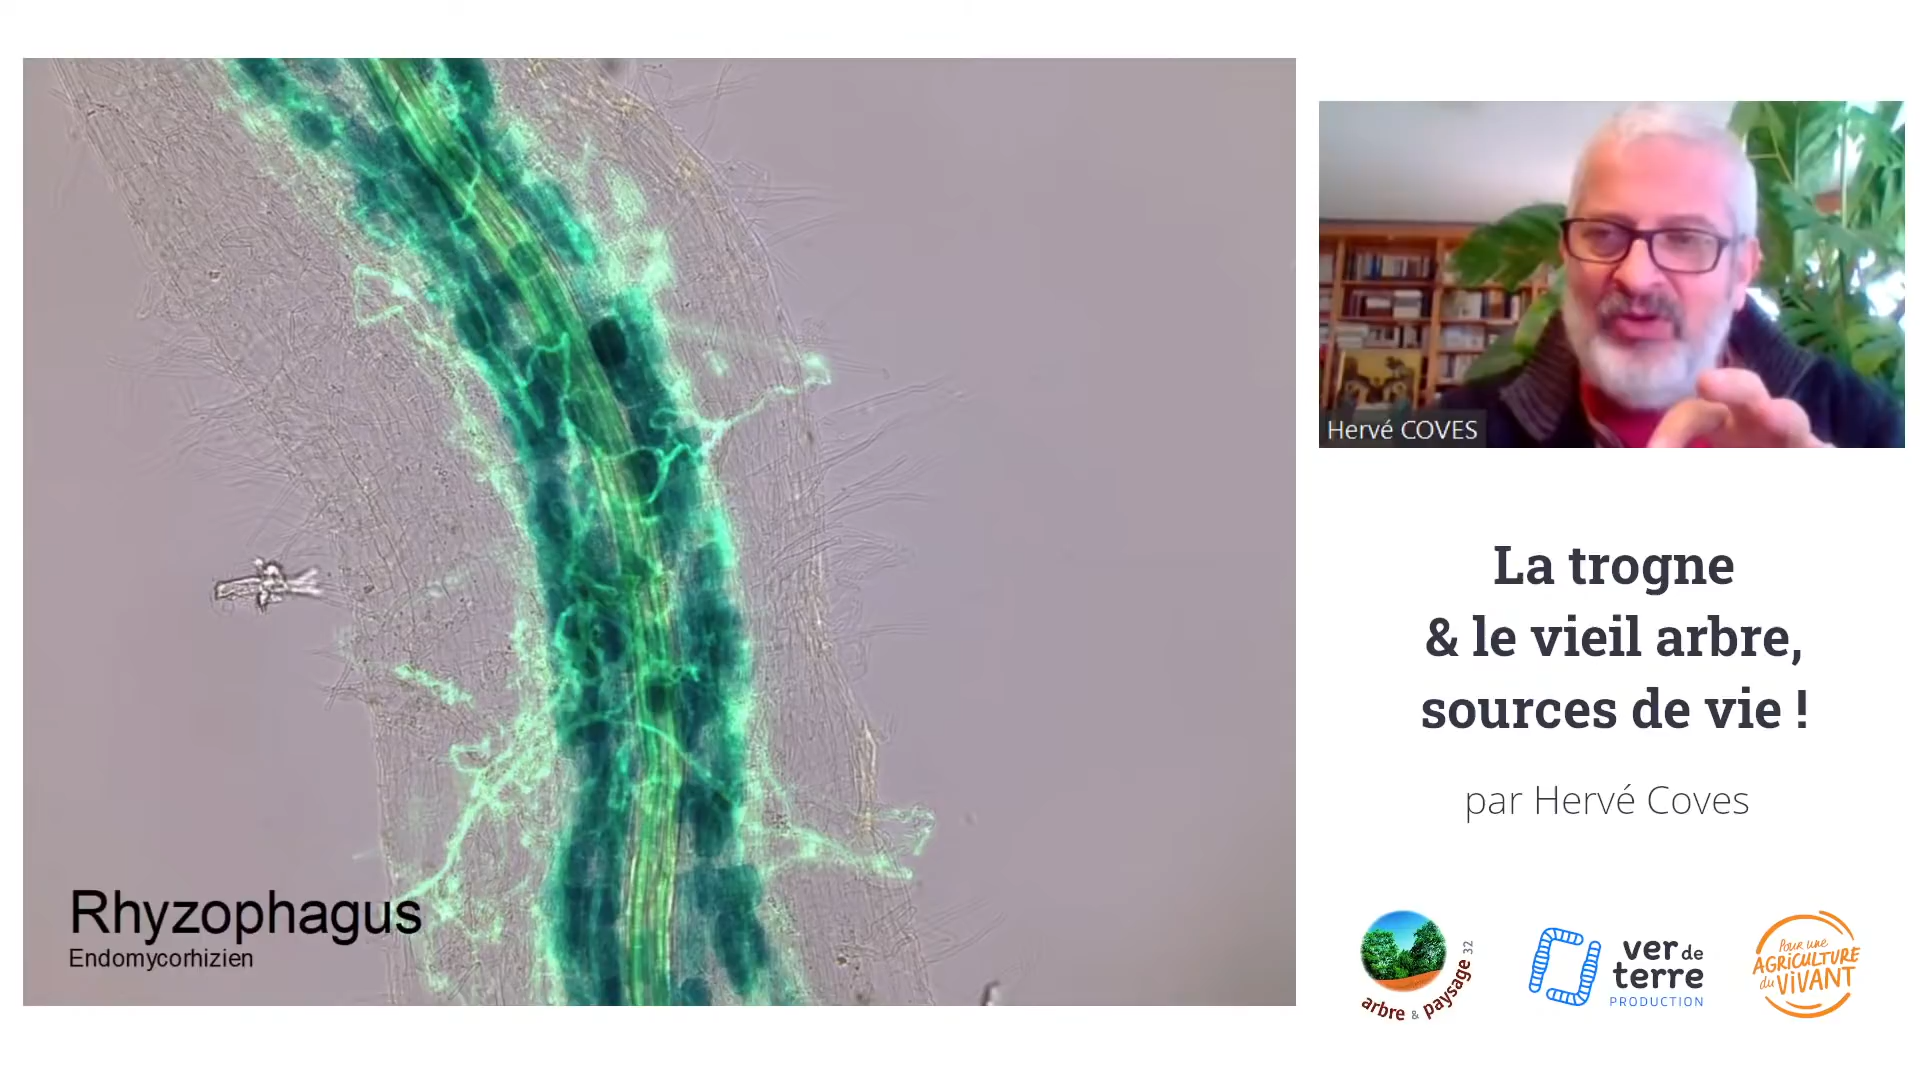 Rhyzophagus
Endomycorhizien
Hervé COVES
La trogne
& le vieil arbre,
sources de vie !
par Hervé Coves
arbre & paysage 32
ver de
terre
PRODUCTION
Pour une
AGRICULTURE
du VIVANT